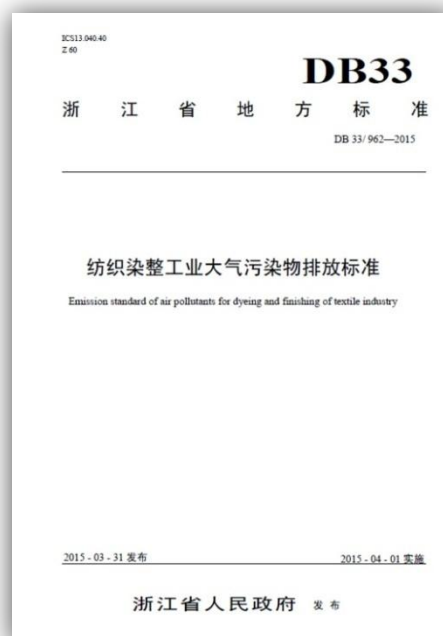 ICS13.040.40
Z 60
DB33
浙江省地方标准
DB 33/ 962—2015
纺织染整工业大气污染物排放标准
Emission standard of air pollutants for dyeing and finishing of textile industry
2015 - 03 - 31 发布
2015 - 04 - 01 实施
浙江省人民政府 发布